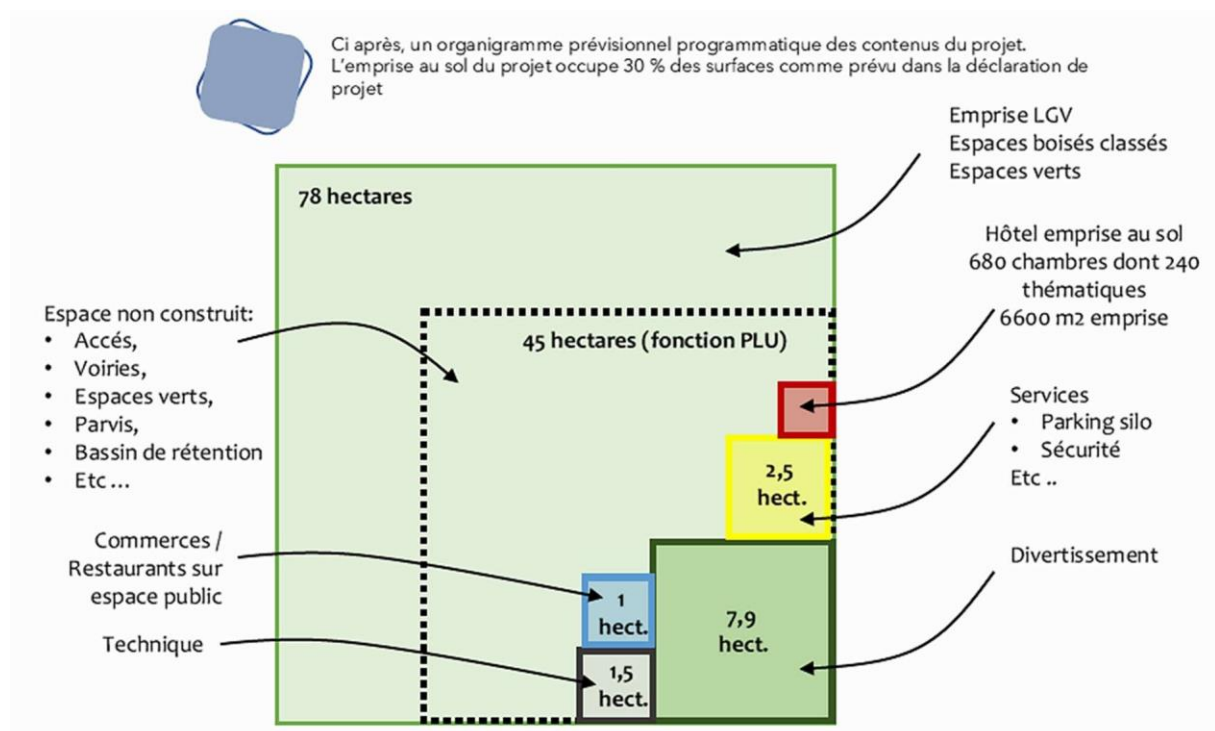 Ci après, un organigramme prévisionnel programmatique des contenus du projet.
L'emprise au sol du projet occupe 30 % des surfaces comme prévu dans la déclaration de
projet
Emprise LGV
Espaces boisés classés
Espaces verts
78 hectares
Hôtel emprise au sol
680 chambres dont 240
thématiques
6600 m2 emprise
Espace non construit:
• Accés,
• Voiries,
• Espaces verts,
• Parvis,
• Bassin de rétention
• Etc ...
45 hectares (fonction PLU)
Services
• Parking silo
• Sécurité
Etc ..
2,5
hect.
Commerces /
Restaurants sur
espace public
Divertissement
1
hect.
7,9
hect.
Technique
1,5
hect.